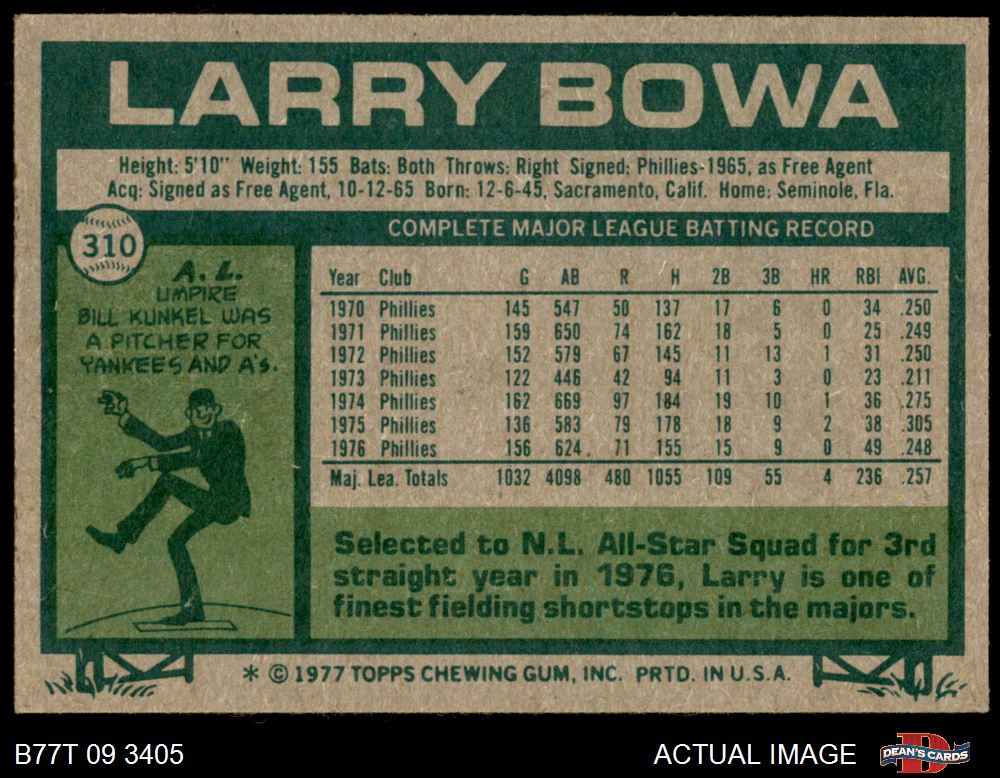 LARRY BOWA
Height: 5'10" Weight: 155 Bats: Both Throws: Right Signed: Phillies-1965, as Free Agent
Acq: Signed as Free Agent, 10-12-65 Born: 12-6-45, Sacramento, Calif. Home: Seminole, Fla.
310
A. L.
UMPIRE
BILL KUNKEL WAS
A PITCHER FOR
YANKEES AND A's.
COMPLETE MAJOR LEAGUE BATTING RECORD
Year Club G AB R H 2B 3B HR RBI AVG.
1970 Phillies 145 547 50 137 17 6 0 34 .250
1971 Phillies 159 650 74 162 18 5 0 25 .249
1972 Phillies 152 579 67 145 11 13 1 31 .250
1973 Phillies 122 446 42 94 11 3 0 23 .211
1974 Phillies 162 669 97 184 19 10 1 36 .275
1975 Phillies 136 583 79 178 18 9 2 38 .305
1976 Phillies 156 624 71 155 15 9 0 49 .248
Maj. Lea. Totals 1032 4098 480 1055 109 55 4 236 .257
Selected to N.L. All-Star Squad for 3rd
straight year in 1976, Larry is one of
finest fielding shortstops in the majors.
* © 1977 TOPPS CHEWING GUM, INC. PRTD. IN U.S.A.
B77T 09 3405
ACTUAL IMAGE
DEAN'S CARDS